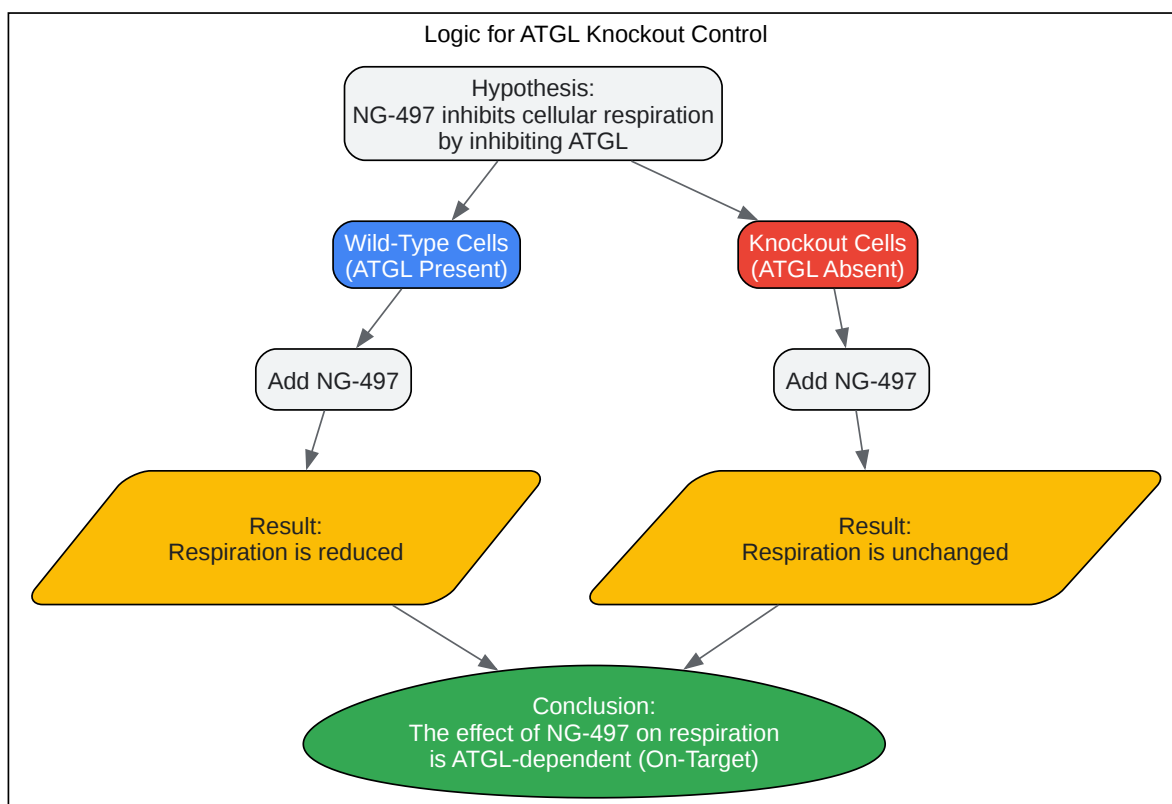 Logic for ATGL Knockout Control
Hypothesis:
NG-497 inhibits cellular respiration
by inhibiting ATGL
Wild-Type Cells
(ATGL Present)
Knockout Cells
(ATGL Absent)
Add NG-497
Add NG-497
Result:
Respiration is reduced
Result:
Respiration is unchanged
Conclusion:
The effect of NG-497 on respiration
is ATGL-dependent (On-Target)